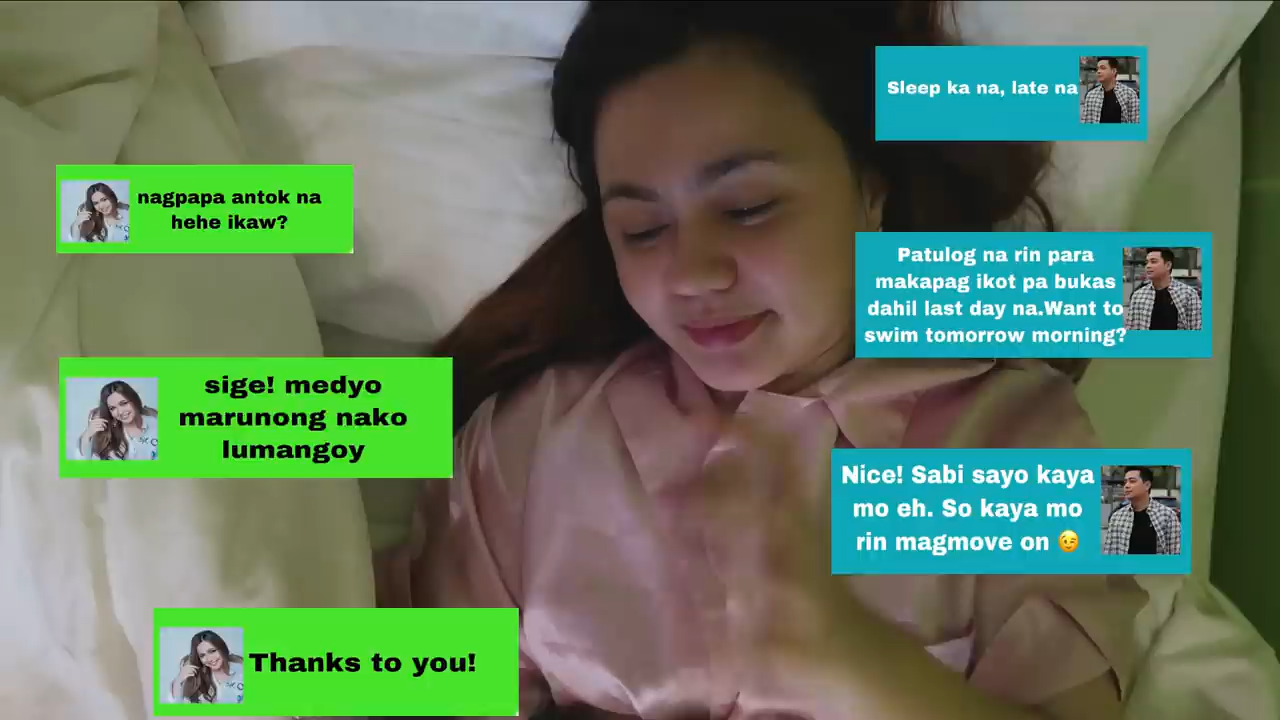 Sleep ka na, late na
nagpapa antok na
hehe ikaw?
Patulog na rin para
makapag ikot pa bukas
dahil last day na.Want to
swim tomorrow morning?
sige! medyo
marunong nako
lumangoy
Nice! Sabi sayo kaya
mo eh. So kaya mo
rin magmove on 😉
Thanks to you!